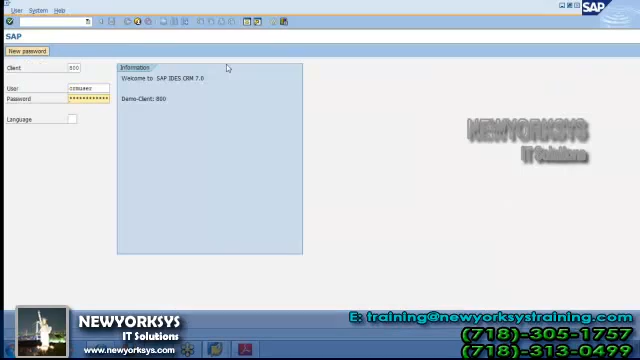 User System Help
SAP
SAP
New password
Client 800
Information
Welcome to SAP IDES CRM 7.0
User crmuser
Password ************
Demo-Client: 800
Language
NEWYORKSYS
IT Solutions
NEWYORKSYS
IT Solutions
www.newyorksys.com
E: training@newyorksystraining.com
(718)-305-1757
(718)-313-0499